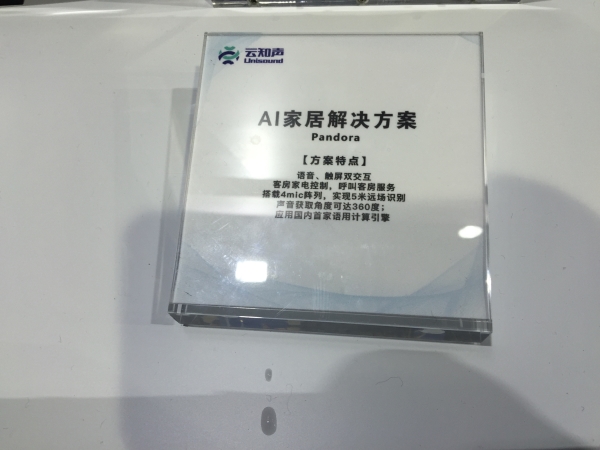 云知声
Unisound
AI家居解决方案
Pandora
【方案特点】
语音、触屏双交互
客房家电控制，呼叫客房服务
搭载4mic阵列，实现5米远场识别
声音获取角度可达360度；
应用国内首家语用计算引擎